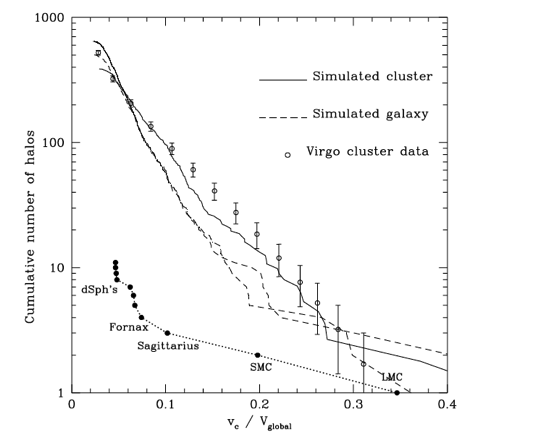 1000
100
10
1
Cumulative number of halos
Simulated cluster
Simulated galaxy
Virgo cluster data
dSph's
Fornax
Sagittarius
SMC
LMC
0
0.1
0.2
0.3
0.4
v_c / V_global